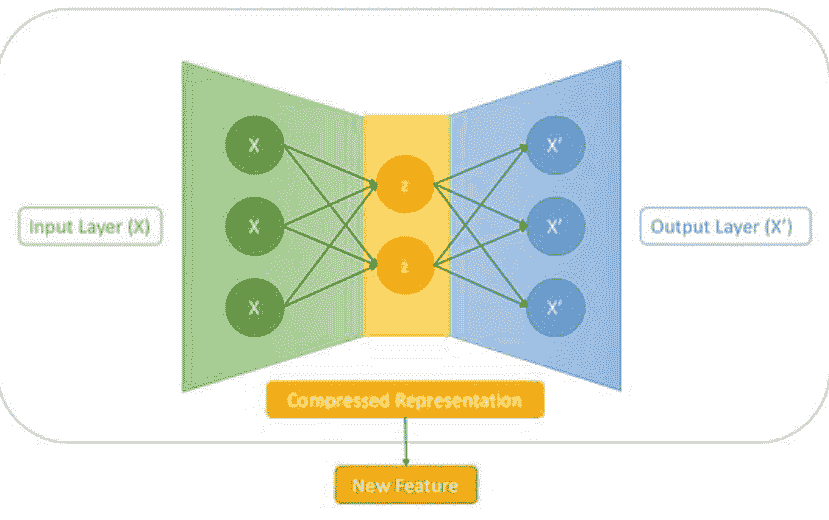 X
z
X'
Input Layer (X)
X
X'
Output Layer (X')
z
X
X'
Compressed Representation
New Feature